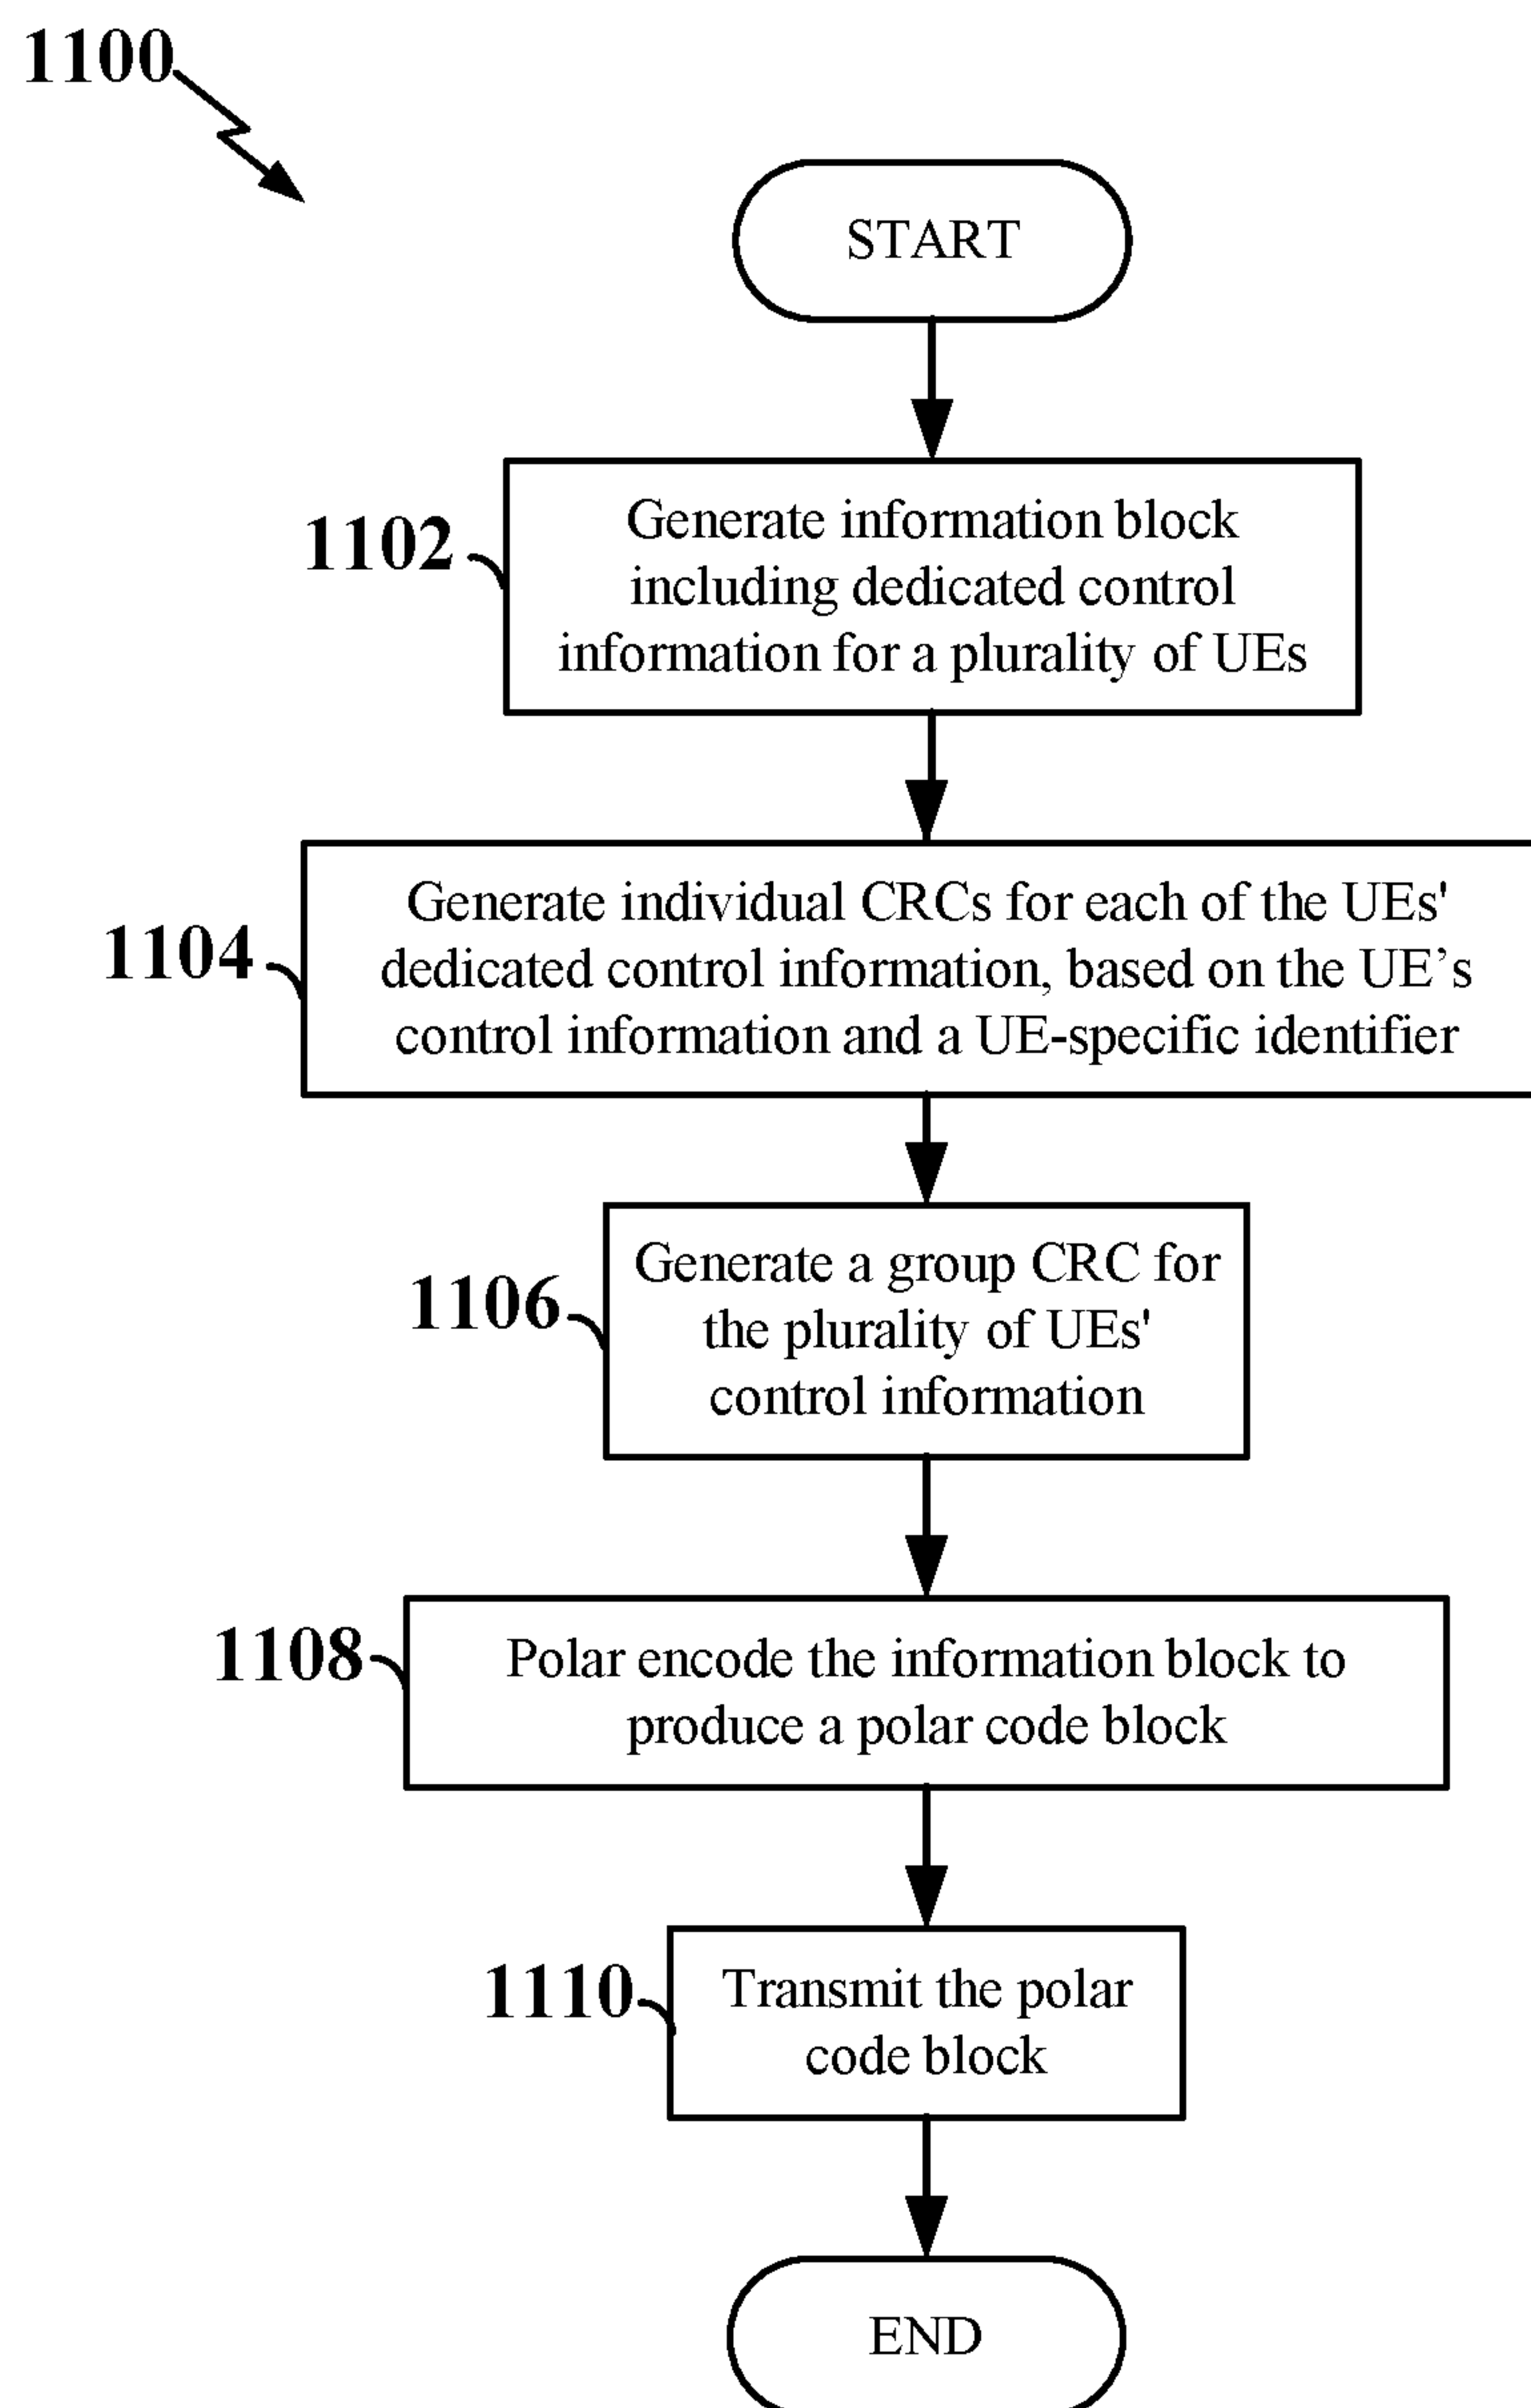 1100
START
1102
Generate information block
including dedicated control
information for a plurality of UEs
1104
Generate individual CRCs for each of the UEs'
dedicated control information, based on the UE’s
control information and a UE-specific identifier
1106
Generate a group CRC for
the plurality of UEs'
control information
1108
Polar encode the information block to
produce a polar code block
1110
Transmit the polar
code block
END